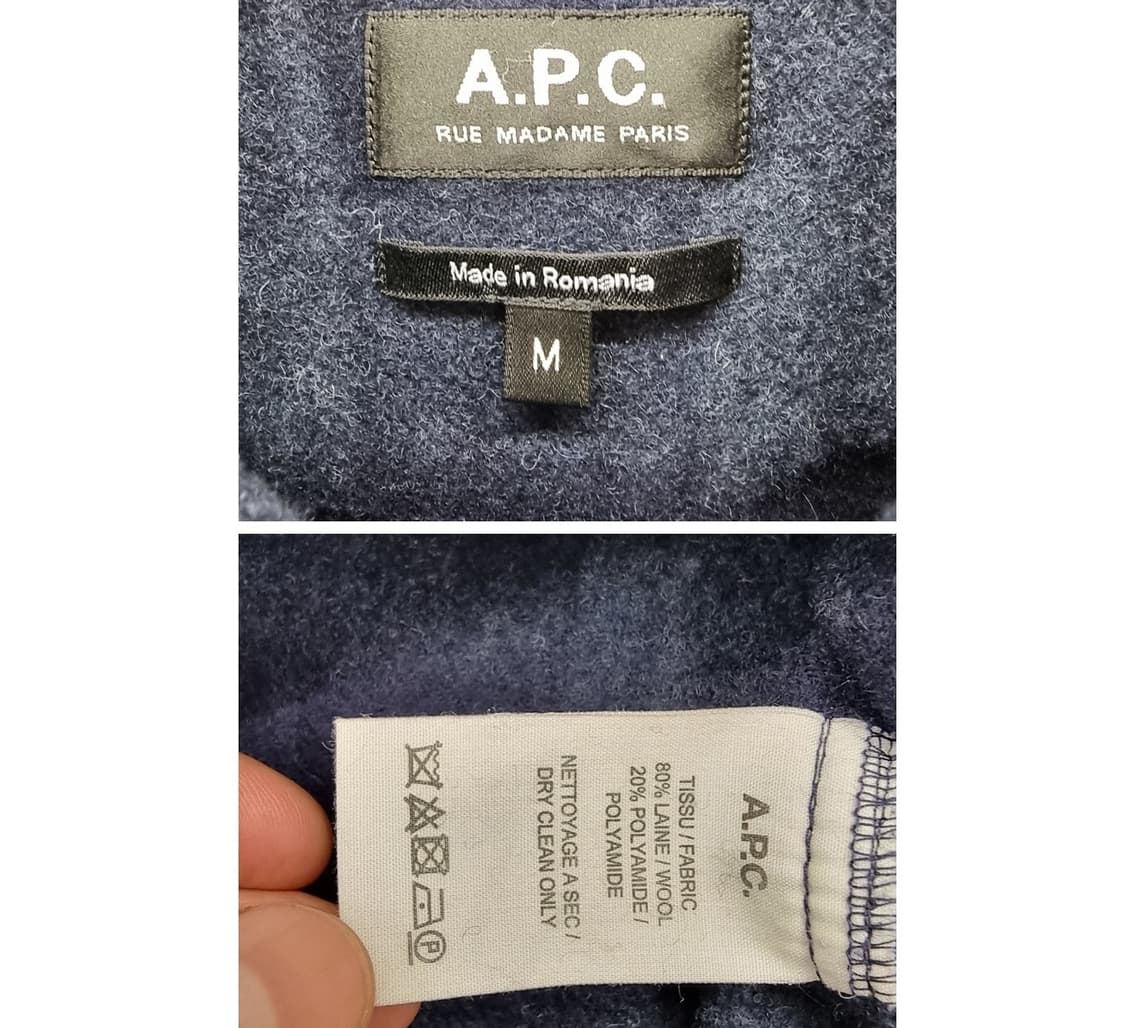 A.P.C.
RUE MADAME PARIS
Made in Romania
M
A.P.C.
TISSU / FABRIC
80% LAINE / WOOL
20% POLYAMIDE /
POLYAMIDE
NETTOYAGE A SEC /
DRY CLEAN ONLY
P